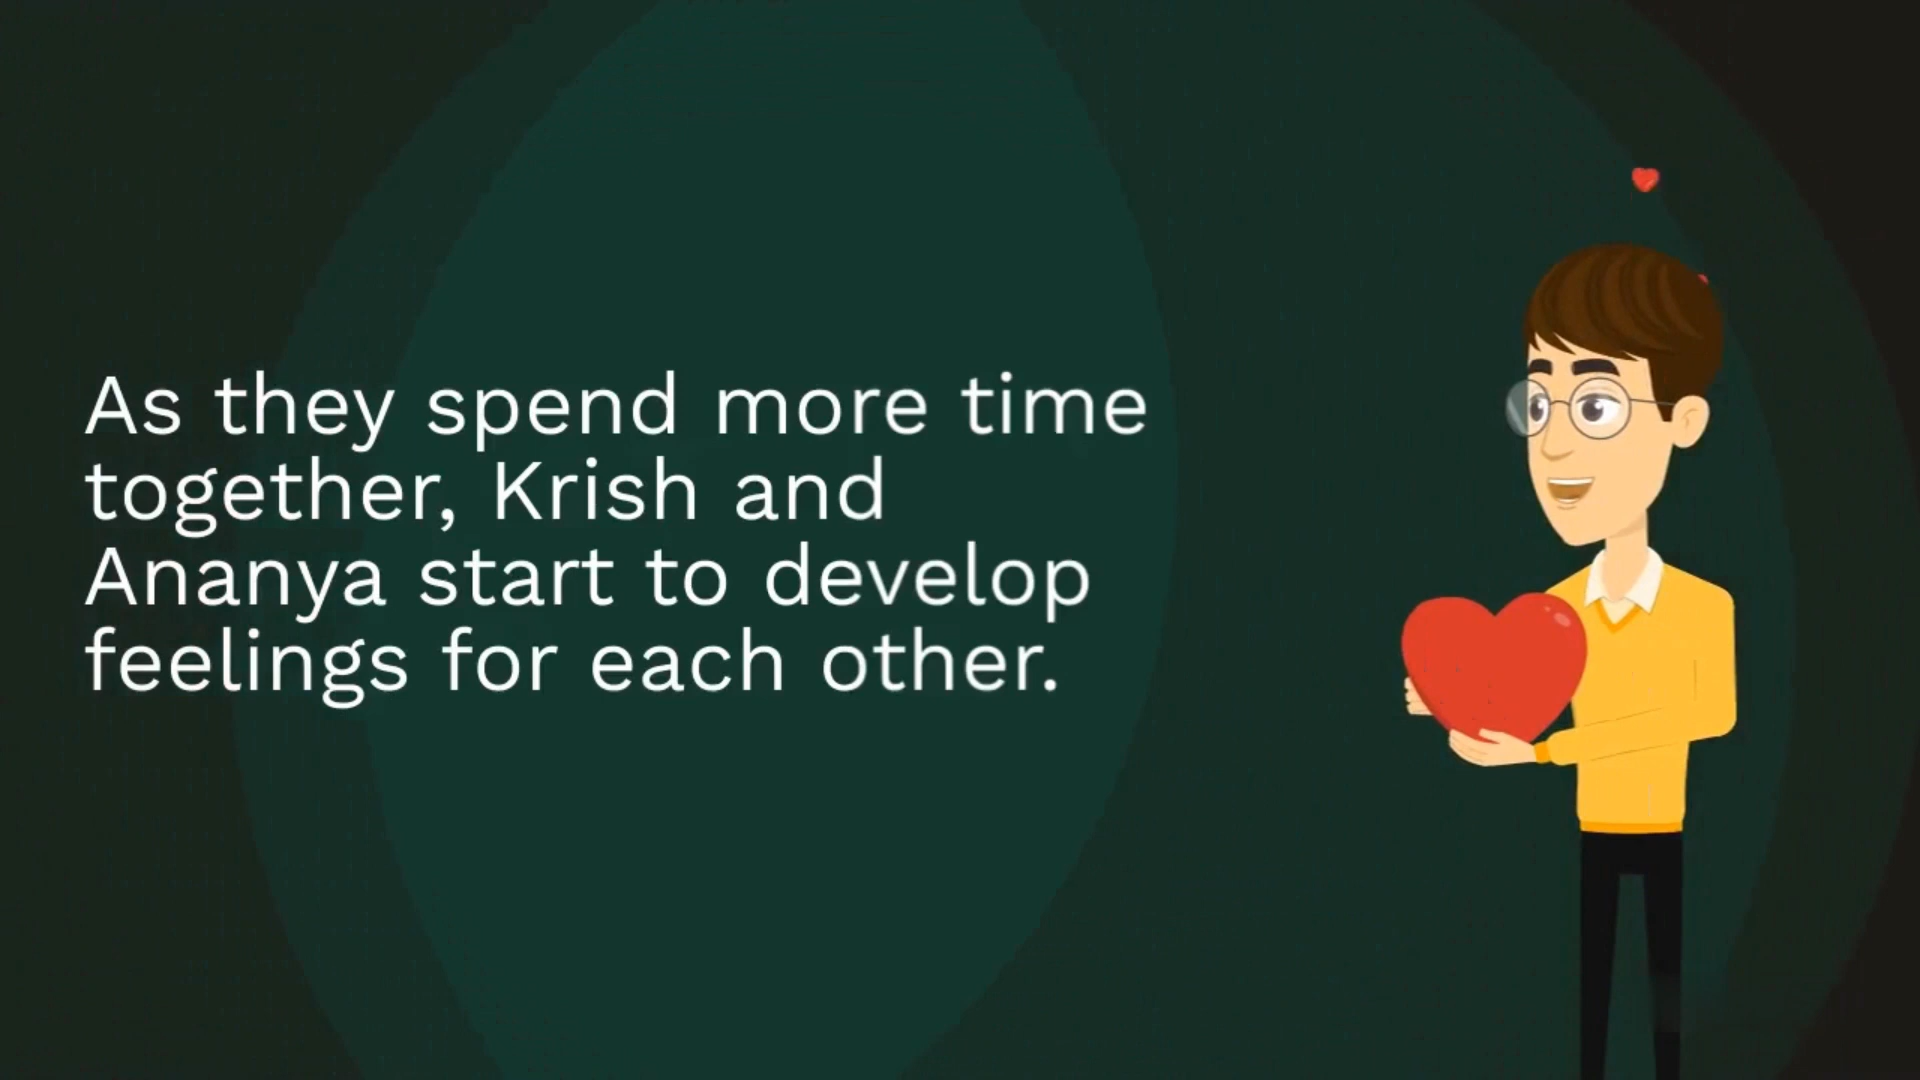 As they spend more time
together, Krish and
Ananya start to develop
feelings for each other.